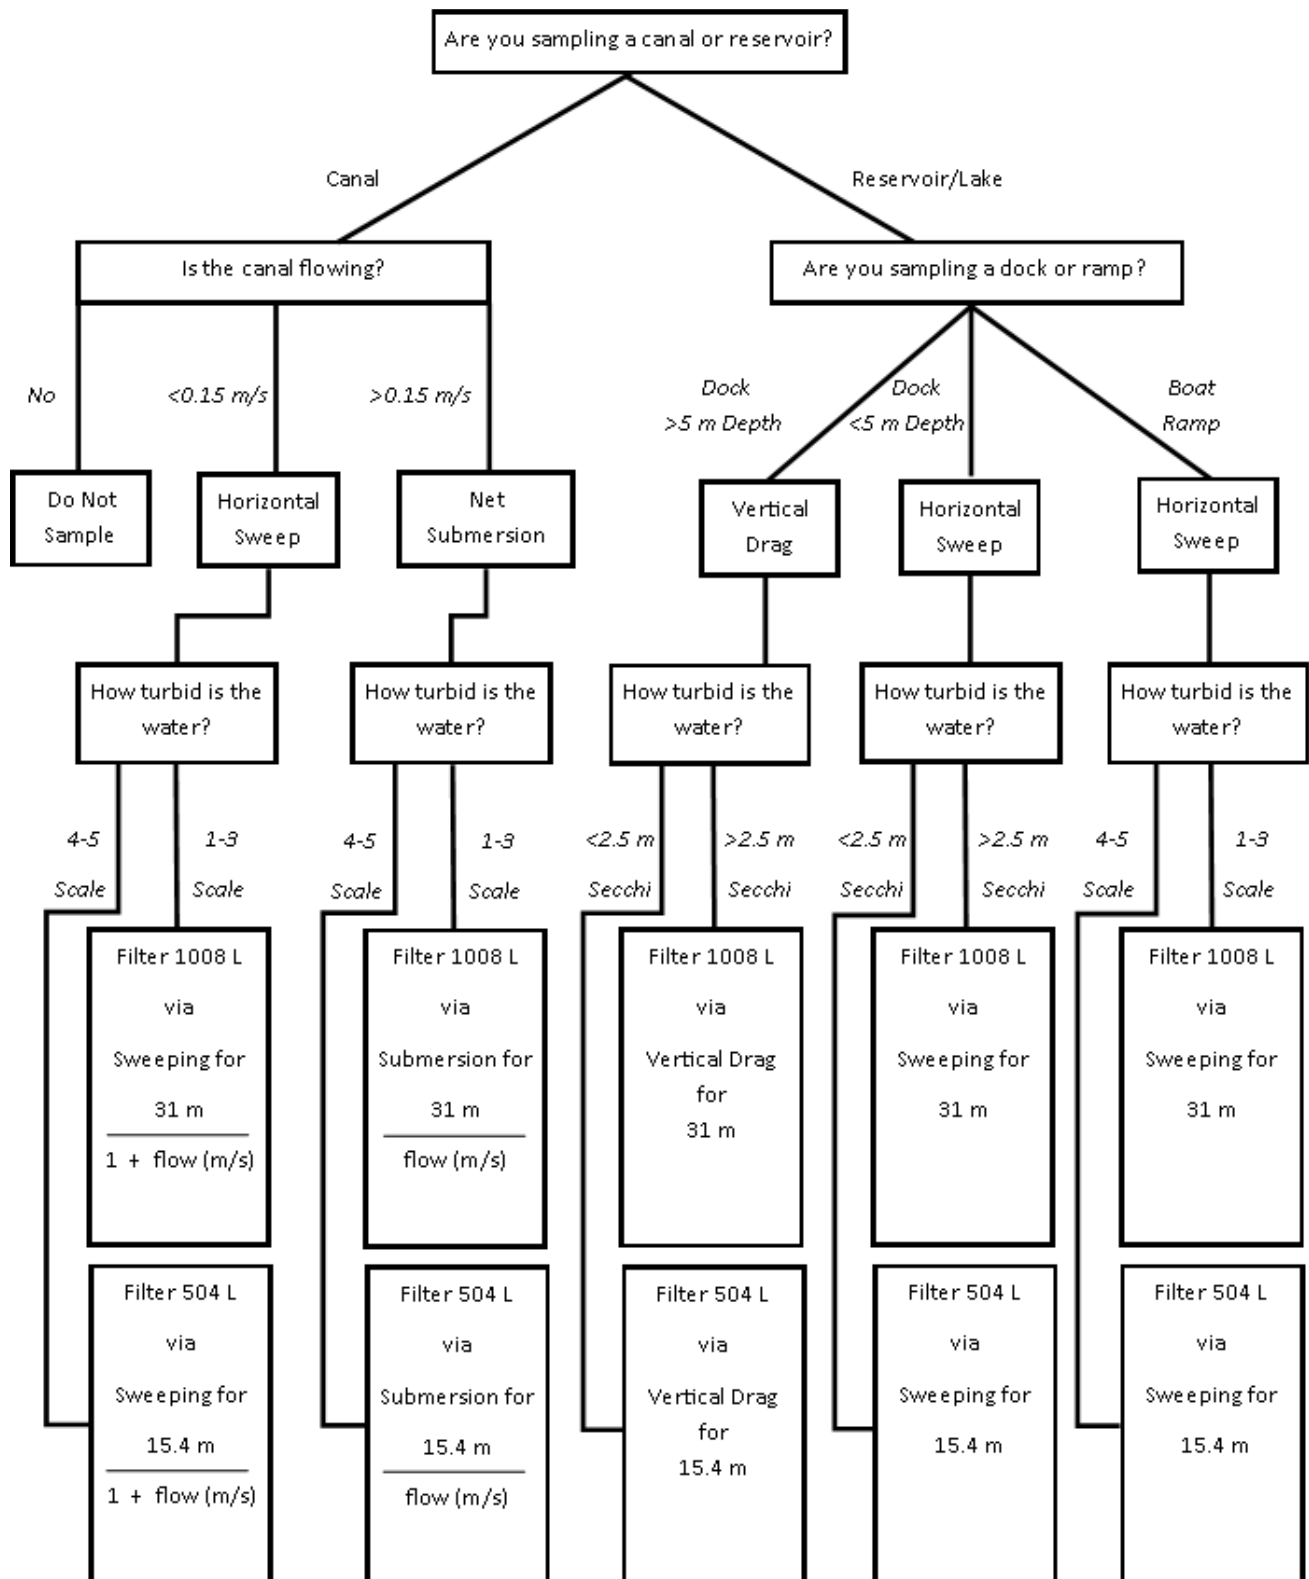 Are you sampling a canal or reservoir?
Canal
Reservoir/Lake
Is the canal flowing?
Are you sampling a dock or ramp?
No
<0.15 m/s
>0.15 m/s
Dock
>5 m Depth
Dock
<5 m Depth
Boat
Ramp
Do Not
Sample
Horizontal
Sweep
Net
Submersion
Vertical
Drag
Horizontal
Sweep
Horizontal
Sweep
How turbid is the
water?
How turbid is the
water?
How turbid is the
water?
How turbid is the
water?
How turbid is the
water?
4-5
Scale
1-3
Scale
4-5
Scale
1-3
Scale
<2.5 m
Secchi
>2.5 m
Secchi
<2.5 m
Secchi
>2.5 m
Secchi
4-5
Scale
1-3
Scale
Filter 1008 L
via
Sweeping for
31 m
1 + flow (m/s)
Filter 1008 L
via
Submersion for
31 m
flow (m/s)
Filter 1008 L
via
Vertical Drag
for
31 m
Filter 1008 L
via
Sweeping for
31 m
Filter 1008 L
via
Sweeping for
31 m
Filter 504 L
via
Sweeping for
15.4 m
1 + flow (m/s)
Filter 504 L
via
Submersion for
15.4 m
flow (m/s)
Filter 504 L
via
Vertical Drag
for
15.4 m
Filter 504 L
via
Sweeping for
15.4 m
Filter 504 L
via
Sweeping for
15.4 m